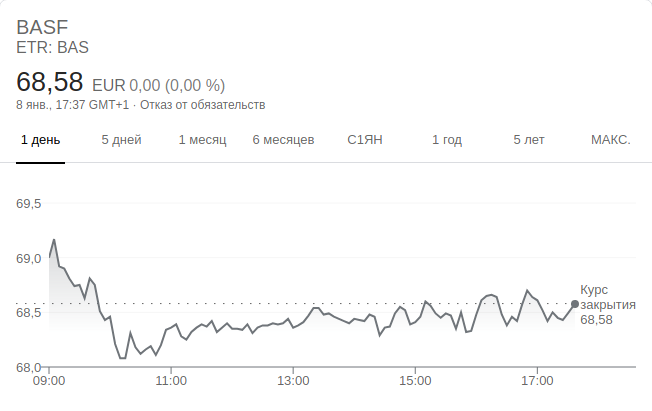 BASF
ETR: BAS
68,58 EUR 0,00 (0,00 %)
8 янв., 17:37 GMT+1 · Отказ от обязательств
1 день 5 дней 1 месяц 6 месяцев С1ЯН 1 год 5 лет МАКС.
69,5
69,0
68,5
68,0
Курс
закрытия
68,58
09:00 11:00 13:00 15:00 17:00